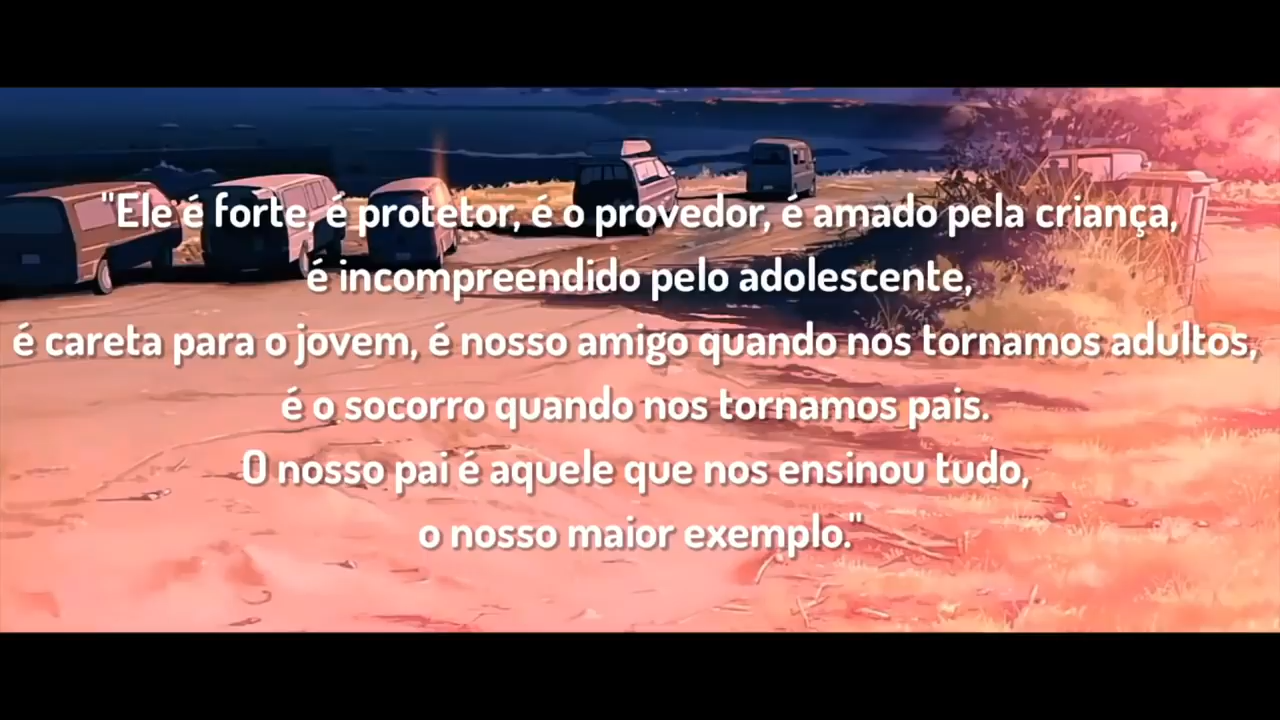 "Ele é forte, é protetor, é o provedor, é amado pela criança,
é incompreendido pelo adolescente,
é careta para o jovem, é nosso amigo quando nos tornamos adultos,
é o socorro quando nos tornamos pais.
O nosso pai é aquele que nos ensinou tudo,
o nosso maior exemplo."